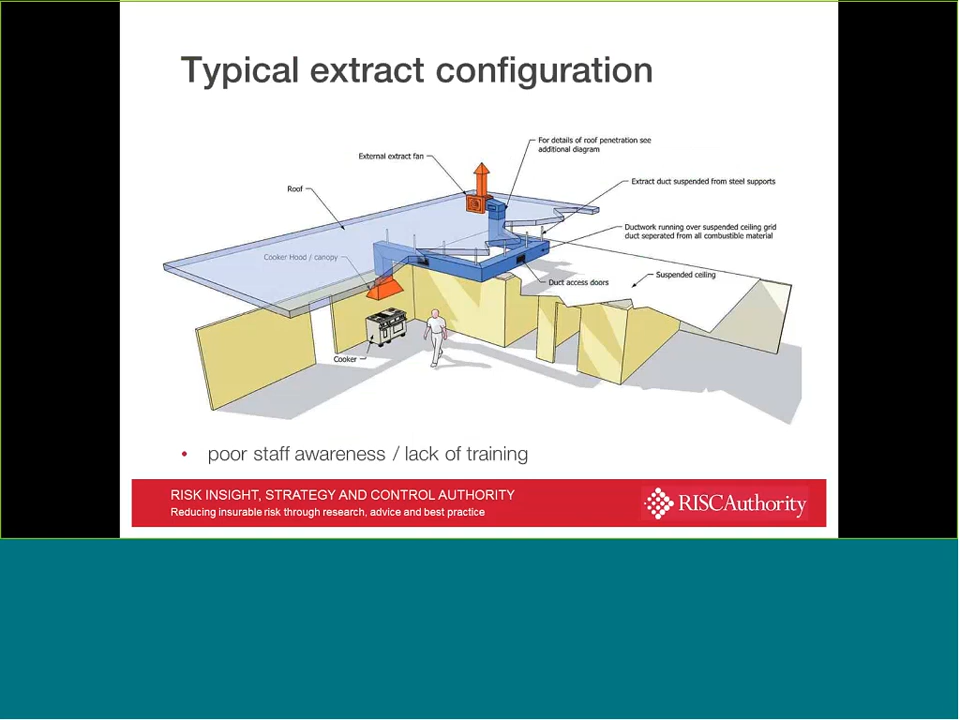 Typical extract configuration
For details of roof penetration see
additional diagram
External extract fan
Extract duct suspended from steel supports
Roof
Ductwork running over suspended ceiling grid
duct seperated from all combustible material
Cooker Hood / canopy
Suspended ceiling
Duct access doors
Cooker
• poor staff awareness / lack of training
RISK INSIGHT, STRATEGY AND CONTROL AUTHORITY
Reducing insurable risk through research, advice and best practice
RISCAuthority